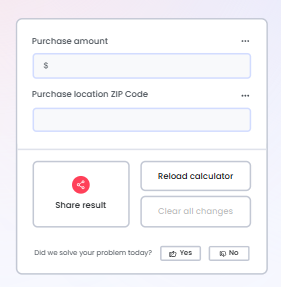 Purchase amount ...
$
Purchase location ZIP Code ...
Share result
Reload calculator
Clear all changes
Did we solve your problem today? Yes No